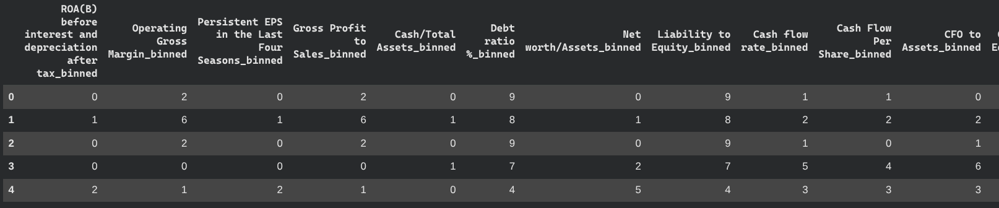 ROA(B)
before
interest and
depreciation
after
tax_binned
Operating
Gross
Margin_binned
Persistent EPS
in the Last
Four
Seasons_binned
Gross Profit
to
Sales_binned
Cash/Total
Assets_binned
Debt
ratio
%_binned
Net
worth/Assets_binned
Liability to
Equity_binned
Cash flow
rate_binned
Cash Flow
Per
Share_binned
CFO to
Assets_binned
0 0 2 0 2 0 9 0 9 1 1 0
1 1 6 1 6 1 8 1 8 2 2 2
2 0 2 0 2 0 9 0 9 1 0 1
3 0 0 0 0 1 7 2 7 5 4 6
4 2 1 2 1 0 4 5 4 3 3 3